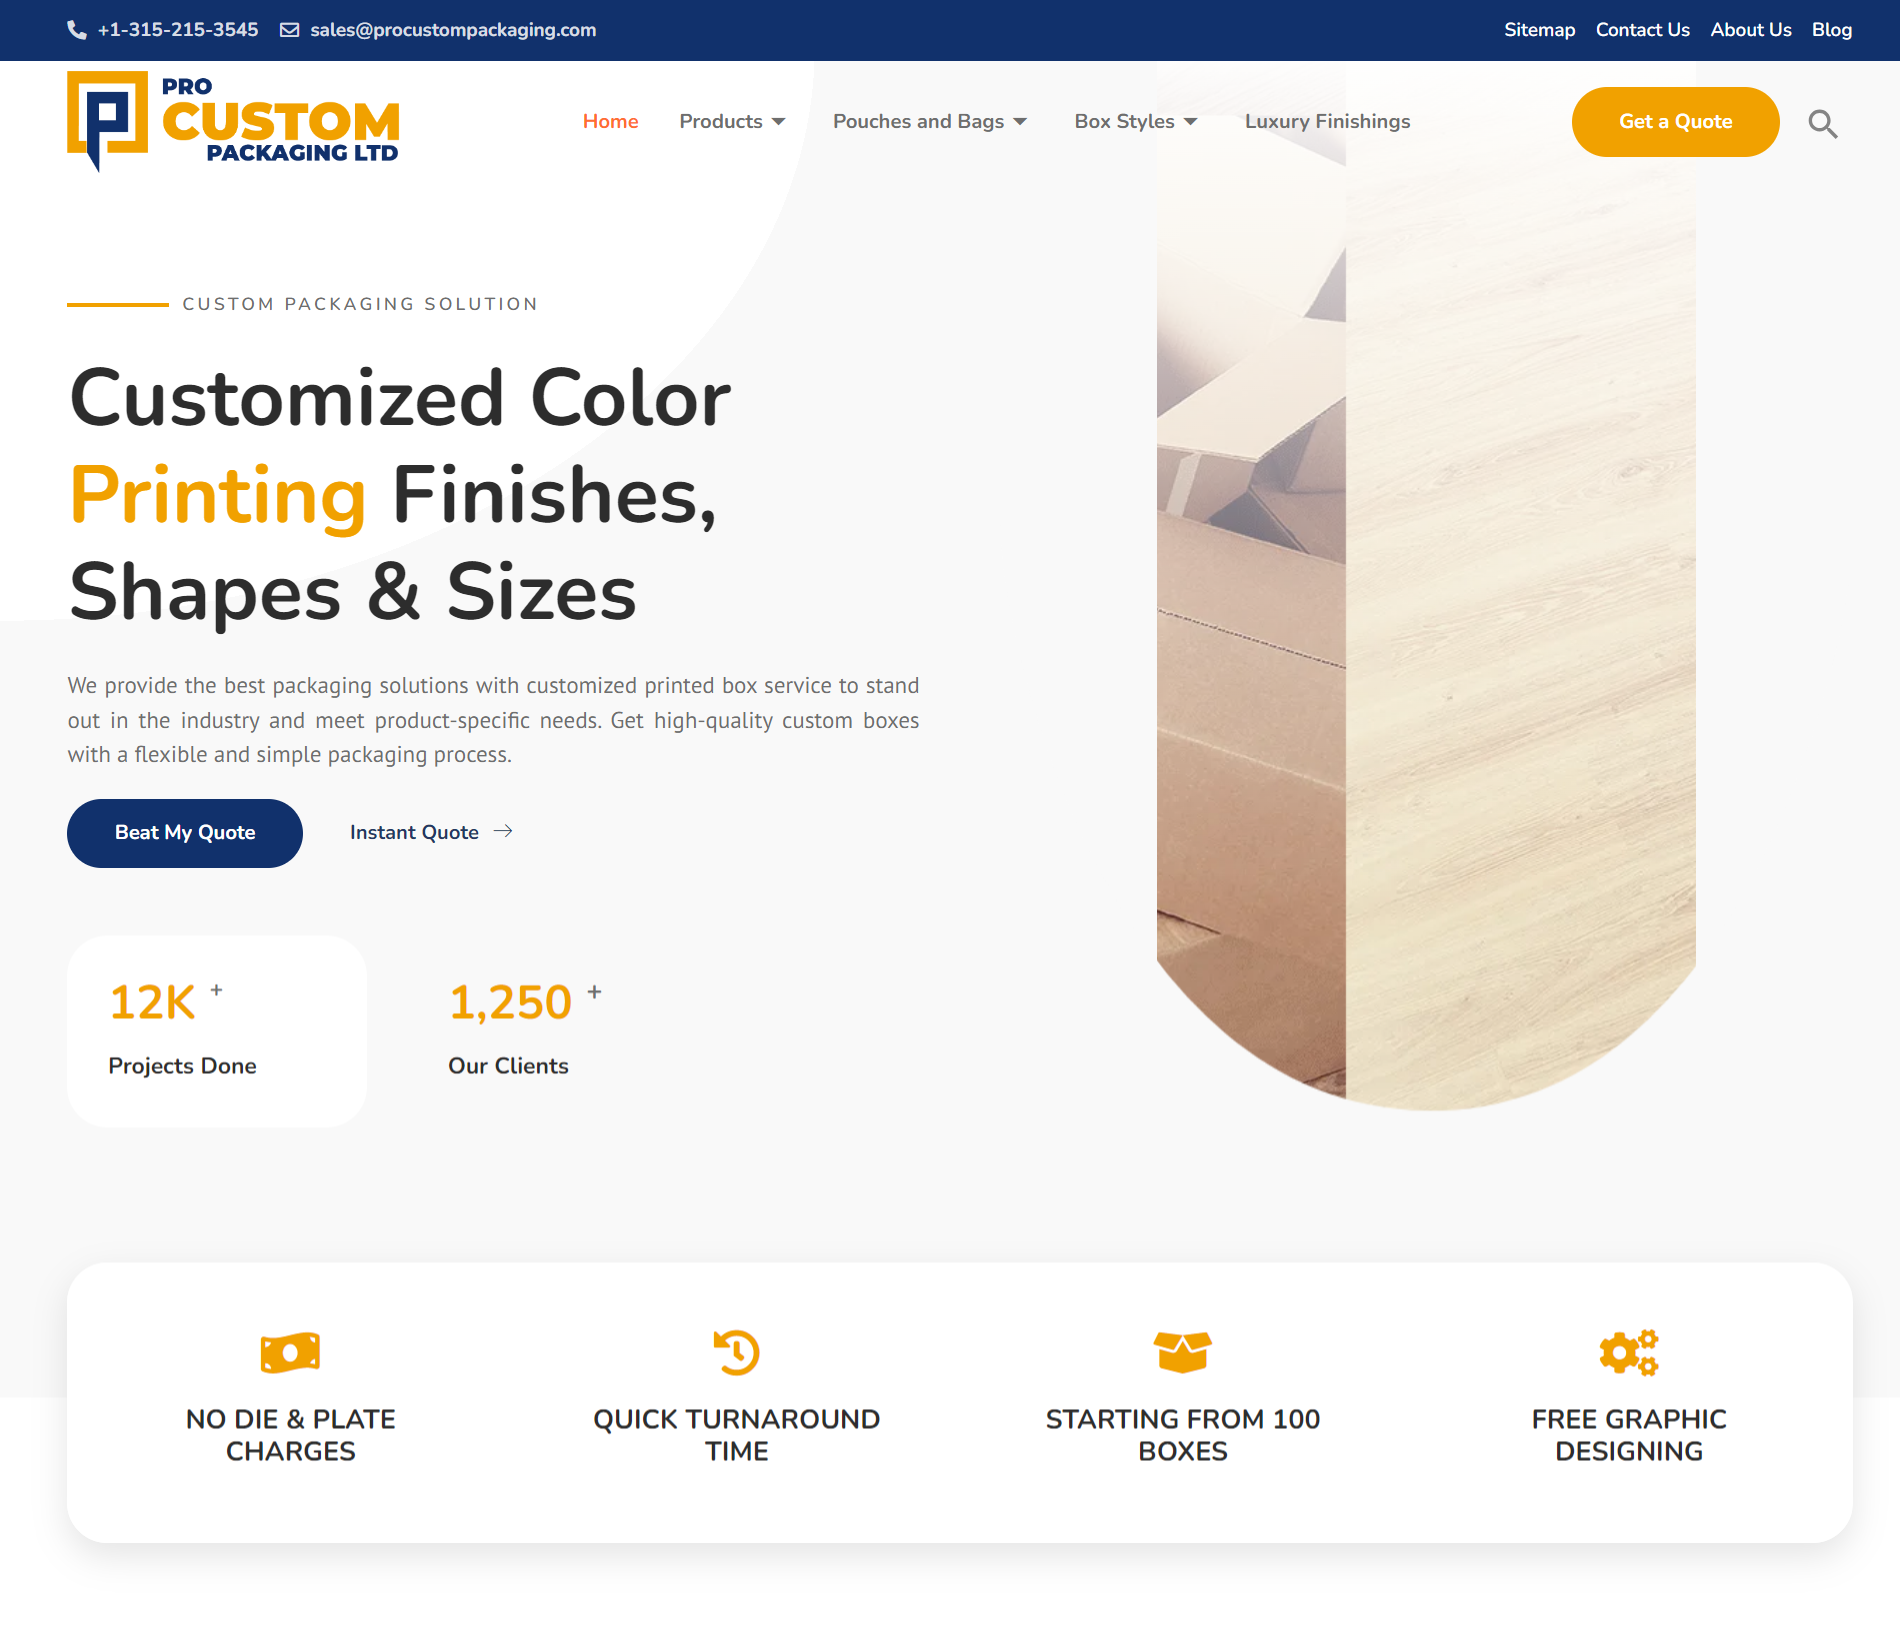 +1-315-215-3545 sales@procustompackaging.com Sitemap Contact Us About Us Blog
PRO
CUSTOM
PACKAGING LTD
Home Products Pouches and Bags Box Styles Luxury Finishings Get a Quote
CUSTOM PACKAGING SOLUTION
Customized Color
Printing Finishes,
Shapes & Sizes
We provide the best packaging solutions with customized printed box service to stand
out in the industry and meet product-specific needs. Get high-quality custom boxes
with a flexible and simple packaging process.
Beat My Quote Instant Quote
12K + 1,250 +
Projects Done Our Clients
NO DIE & PLATE
CHARGES
QUICK TURNAROUND
TIME
STARTING FROM 100
BOXES
FREE GRAPHIC
DESIGNING